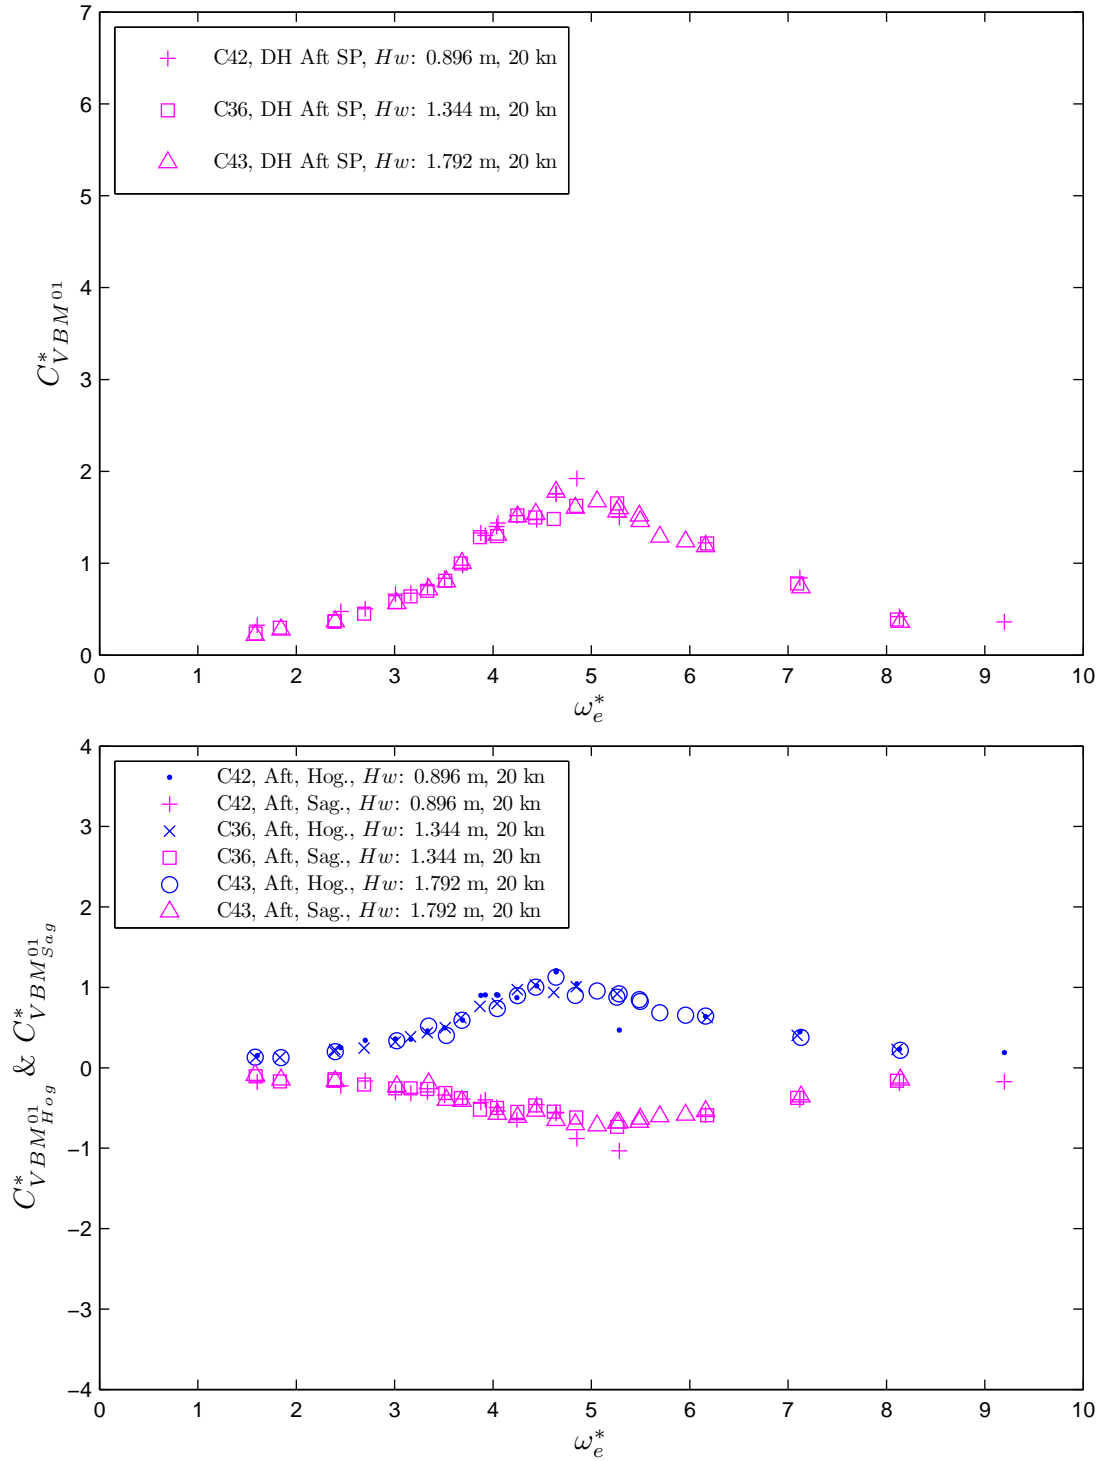 7
6
5
4
3
2
1
0
C42, DH Aft SP, Hw: 0.896 m, 20 kn
C36, DH Aft SP, Hw: 1.344 m, 20 kn
C43, DH Aft SP, Hw: 1.792 m, 20 kn
C*VBM01
0 1 2 3 4 5 6 7 8 9 10
ωe*
4
3
2
1
0
−1
−2
−3
−4
C42, Aft, Hog., Hw: 0.896 m, 20 kn
C42, Aft, Sag., Hw: 0.896 m, 20 kn
C36, Aft, Hog., Hw: 1.344 m, 20 kn
C36, Aft, Sag., Hw: 1.344 m, 20 kn
C43, Aft, Hog., Hw: 1.792 m, 20 kn
C43, Aft, Sag., Hw: 1.792 m, 20 kn
C*VBM01Hog & C*VBM01Sag
0 1 2 3 4 5 6 7 8 9 10
ωe*